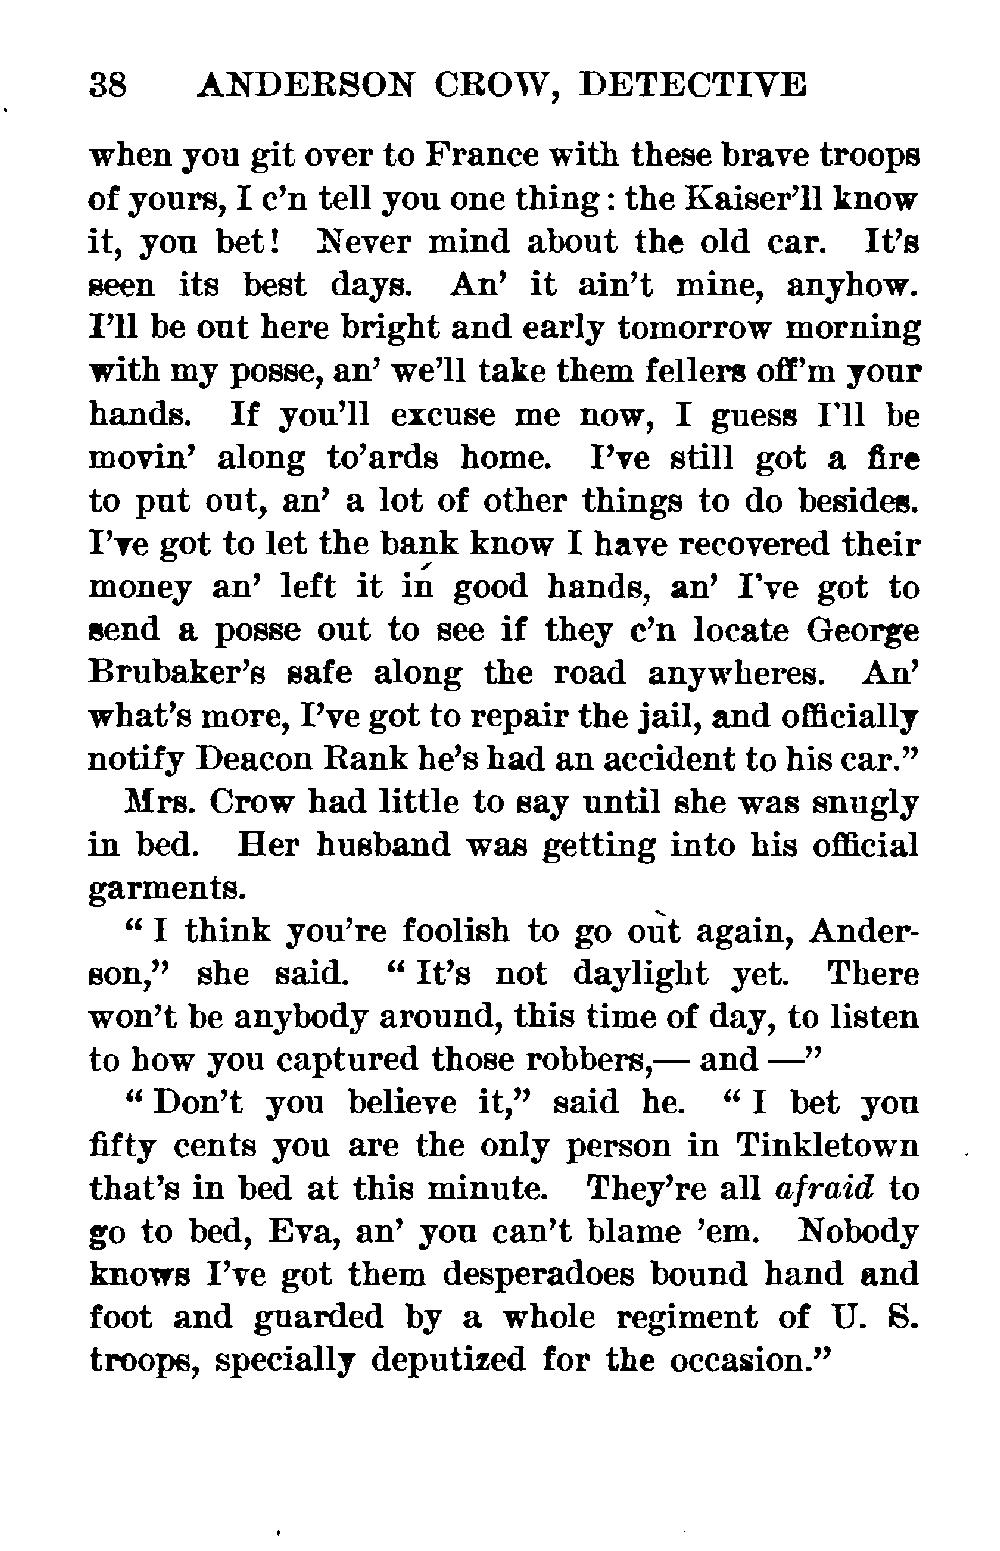 38 ANDERSON CROW, DETECTIVE
when you git over to France with these brave troops
of yours, I c'n tell you one thing: the Kaiser'll know
it, you bet! Never mind about the old car. It's
seen its best days. An' it ain't mine, anyhow.
I'll be out here bright and early tomorrow morning
with my posse, an' we'll take them fellers off'm your
hands. If you'll excuse me now, I guess I'll be
movin' along to'ards home. I've still got a fire
to put out, an' a lot of other things to do besides.
I've got to let the bank know I have recovered their
money an' left it in good hands, an' I've got to
send a posse out to see if they c'n locate George
Brubaker's safe along the road anywheres. An'
what's more, I've got to repair the jail, and officially
notify Deacon Rank he's had an accident to his car."
Mrs. Crow had little to say until she was snugly
in bed. Her husband was getting into his official
garments.
"I think you're foolish to go out again, Ander-
son," she said. "It's not daylight yet. There
won't be anybody around, this time of day, to listen
to how you captured those robbers,— and —"
"Don't you believe it," said he. "I bet you
fifty cents you are the only person in Tinkletown
that's in bed at this minute. They're all afraid to
go to bed, Eva, an' you can't blame 'em. Nobody
knows I've got them desperadoes bound hand and
foot and guarded by a whole regiment of U. S.
troops, specially deputized for the occasion."